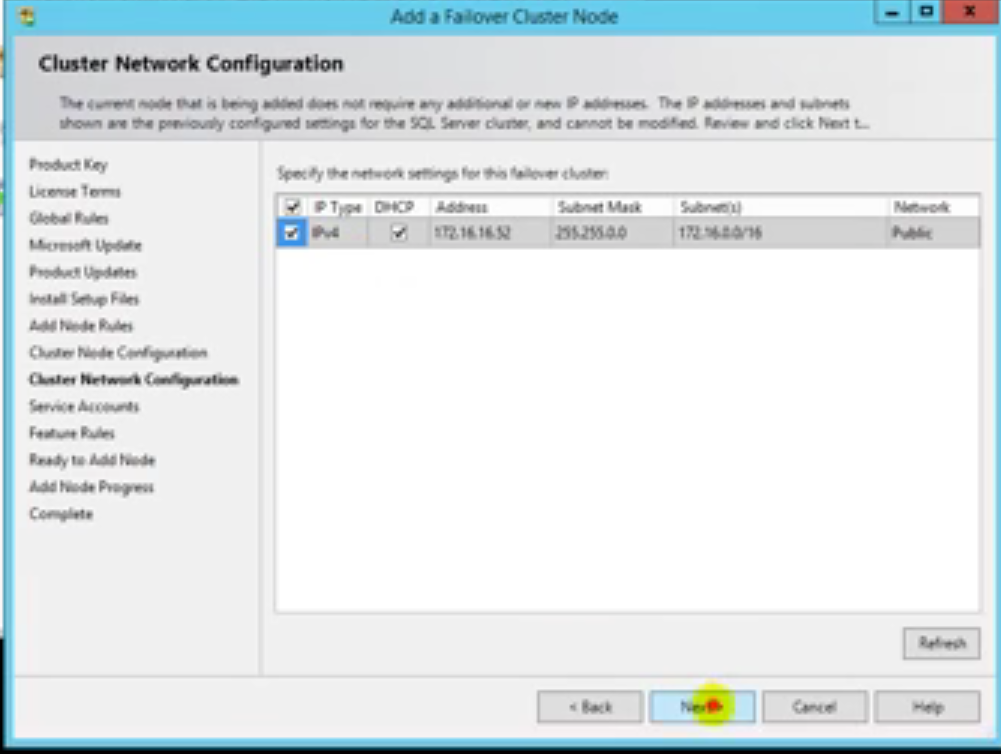 Add a Failover Cluster Node
Cluster Network Configuration
The current node that is being added does not require any additional or new IP addresses. The IP addresses and subnets
shown are the previously configured settings for the SQL Server cluster, and cannot be modified. Review and click Next t...
Product Key
License Terms
Global Rules
Microsoft Update
Product Updates
Install Setup Files
Add Node Rules
Cluster Node Configuration
Cluster Network Configuration
Service Accounts
Feature Rules
Ready to Add Node
Add Node Progress
Complete
Specify the network settings for this failover cluster:
IP Type DHCP Address Subnet Mask Subnet(s) Network
IPv4 172.16.16.52 255.255.0.0 172.16.0.0/16 Public
Refresh
< Back Next > Cancel Help